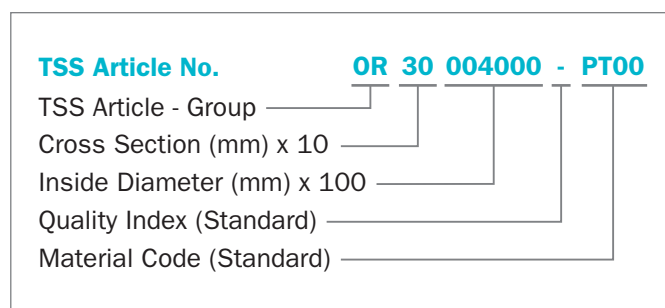 TSS Article No. OR 30 004000 - PT00
TSS Article - Group
Cross Section (mm) x 10
Inside Diameter (mm) x 100
Quality Index (Standard)
Material Code (Standard)